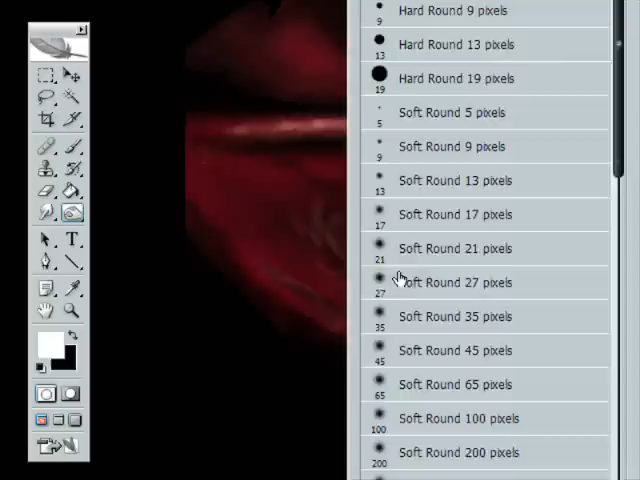 9 Hard Round 9 pixels
13 Hard Round 13 pixels
19 Hard Round 19 pixels
5 Soft Round 5 pixels
9 Soft Round 9 pixels
13 Soft Round 13 pixels
17 Soft Round 17 pixels
21 Soft Round 21 pixels
27 Soft Round 27 pixels
35 Soft Round 35 pixels
45 Soft Round 45 pixels
65 Soft Round 65 pixels
100 Soft Round 100 pixels
200 Soft Round 200 pixels
T